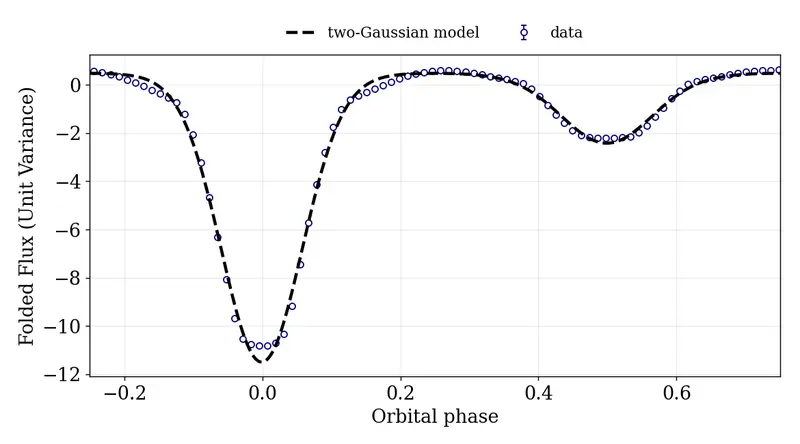 two-Gaussian model data
Folded Flux (Unit Variance)
0
−2
−4
−6
−8
−10
−12
−0.2 0.0 0.2 0.4 0.6
Orbital phase